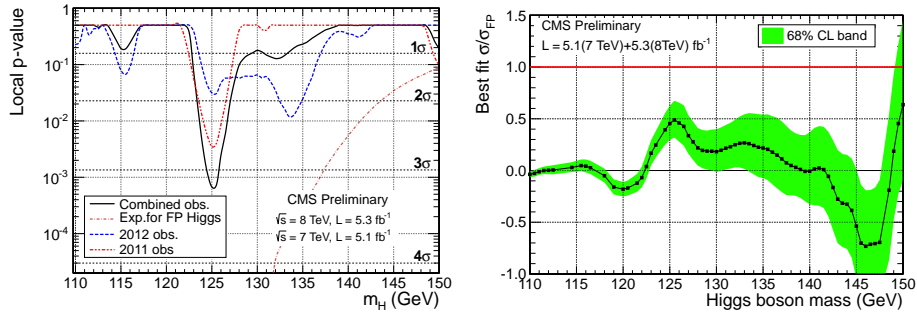 Local p-value
1
10⁻¹
10⁻²
10⁻³
10⁻⁴
1σ
2σ
3σ
4σ
Combined obs.
Exp.for FP Higgs
2012 obs.
2011 obs
CMS Preliminary
√s = 8 TeV, L = 5.3 fb⁻¹
√s = 7 TeV, L = 5.1 fb⁻¹
110 115 120 125 130 135 140 145 150
m_H (GeV)
Best fit σ/σ_FP
1.5
1.0
0.5
0.0
-0.5
-1.0
CMS Preliminary
L = 5.1(7 TeV)+5.3(8TeV) fb⁻¹
68% CL band
110 115 120 125 130 135 140 145 150
Higgs boson mass (GeV)